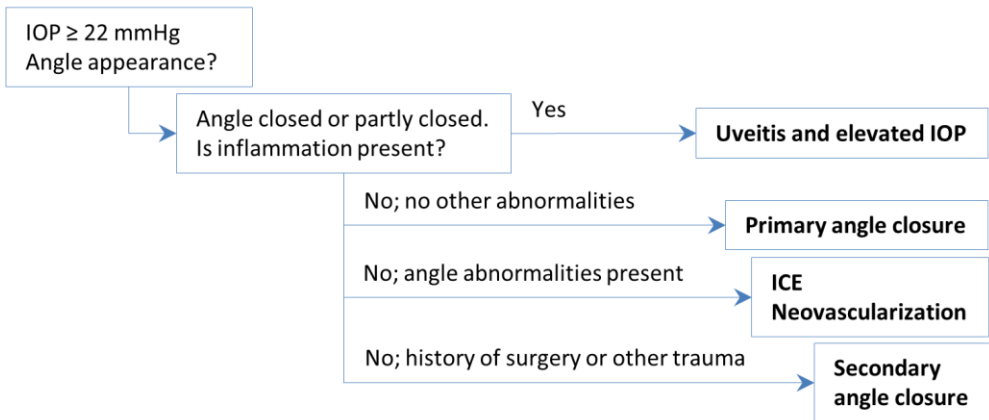 IOP ≥ 22 mmHg
Angle appearance?
Angle closed or partly closed.
Is inflammation present?
Yes
Uveitis and elevated IOP
No; no other abnormalities
Primary angle closure
No; angle abnormalities present
ICE
Neovascularization
No; history of surgery or other trauma
Secondary
angle closure